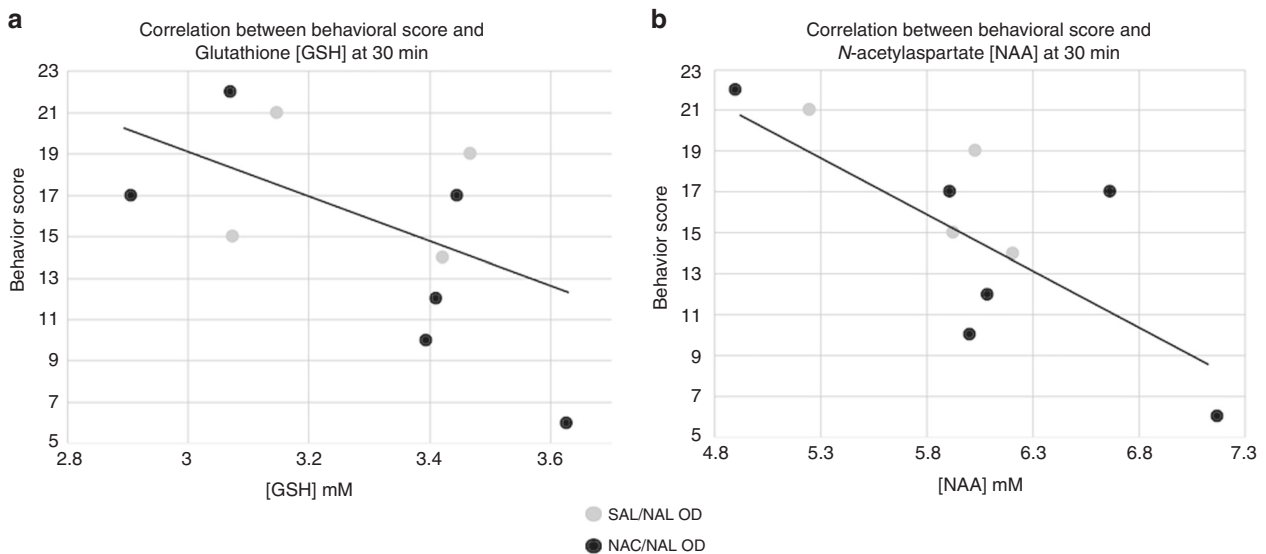 a
Correlation between behavioral score and
Glutathione [GSH] at 30 min
23
21
19
17
15
13
11
9
7
5
Behavior score
2.8 3 3.2 3.4 3.6
[GSH] mM
b
Correlation between behavioral score and
N-acetylaspartate [NAA] at 30 min
23
21
19
17
15
13
11
9
7
5
Behavior score
4.8 5.3 5.8 6.3 6.8 7.3
[NAA] mM
SAL/NAL OD
NAC/NAL OD